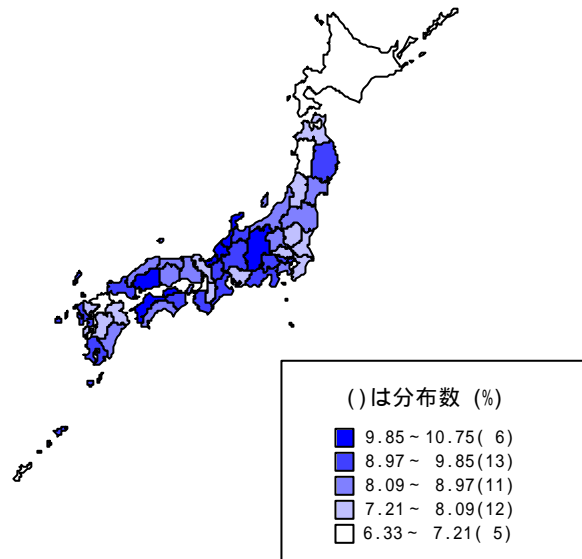 ()は分布数 (%)
9.85~10.75( 6)
8.97~ 9.85(13)
8.09~ 8.97(11)
7.21~ 8.09(12)
6.33~ 7.21( 5)